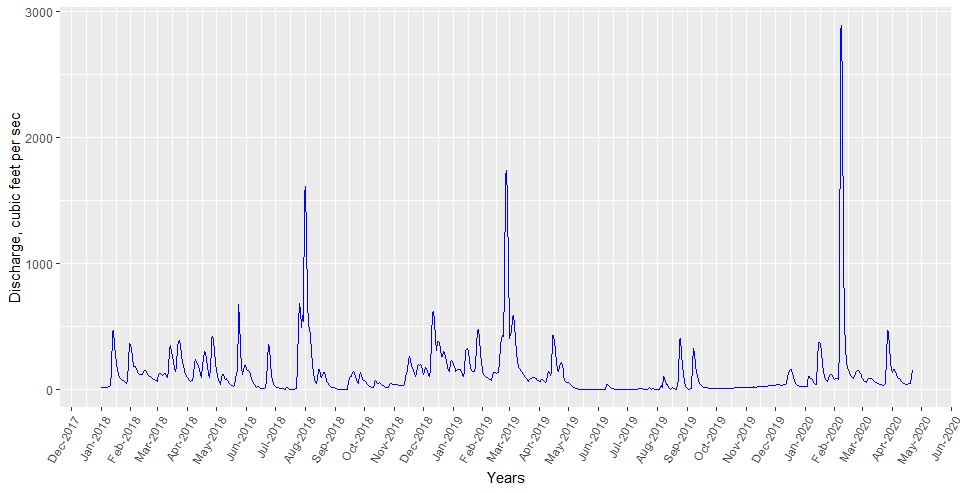 Discharge, cubic feet per sec
3000
2000
1000
0
Dec-2017
Jan-2018
Feb-2018
Mar-2018
Apr-2018
May-2018
Jun-2018
Jul-2018
Aug-2018
Sep-2018
Oct-2018
Nov-2018
Dec-2018
Jan-2019
Feb-2019
Mar-2019
Apr-2019
May-2019
Jun-2019
Jul-2019
Aug-2019
Sep-2019
Oct-2019
Nov-2019
Dec-2019
Jan-2020
Feb-2020
Mar-2020
Apr-2020
May-2020
Jun-2020
Years